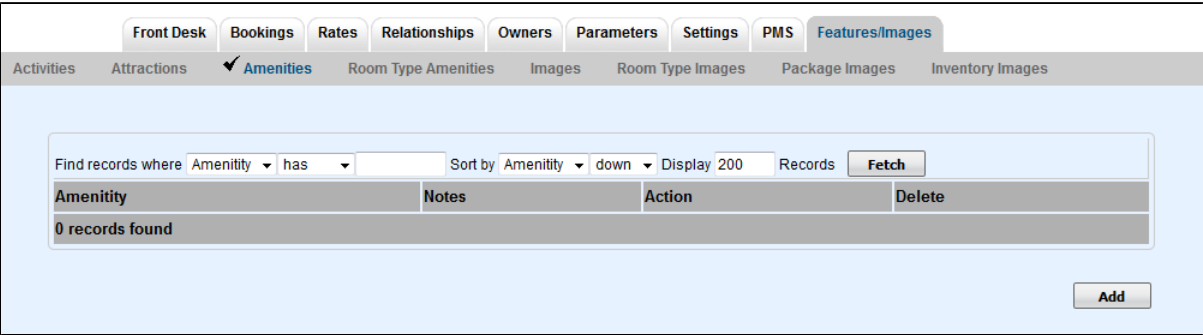 Front Desk Bookings Rates Relationships Owners Parameters Settings PMS Features/Images
Activities Attractions Amenities Room Type Amenities Images Room Type Images Package Images Inventory Images
Find records where Amenitity has Sort by Amenitity down Display 200 Records Fetch
Amenitity Notes Action Delete
0 records found
Add